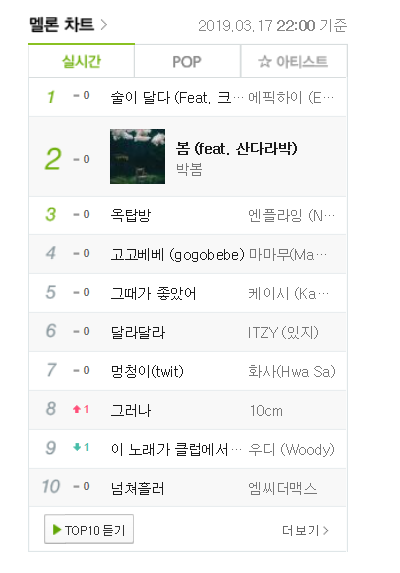 멜론 차트 >
2019.03.17 22:00 기준
실시간 POP ☆ 아티스트
1 - 0 술이 달다 (Feat. 크··· 에픽하이 (E···
2 - 0 봄 (feat. 산다라박)
박봄
3 - 0 옥탑방 엔플라잉 (N···
4 - 0 고고베베 (gogobebe) 마마무(Ma···
5 - 0 그때가 좋았어 케이시 (Ka···
6 - 0 달라달라 ITZY (있지)
7 - 0 멍청이(twit) 화사(Hwa Sa)
8 1 그러나 10cm
9 1 이 노래가 클럽에서··· 우디 (Woody)
10 - 0 넘쳐흘러 엠씨더맥스
TOP10 듣기 더보기 >